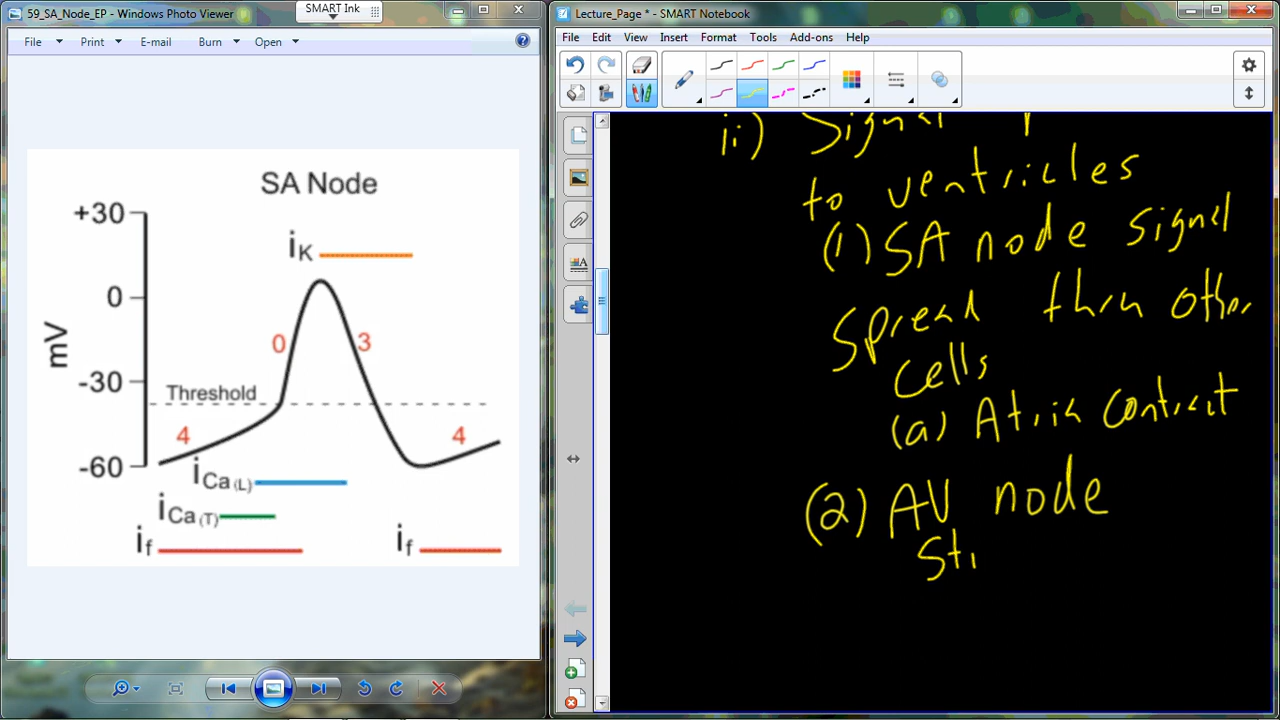 59_SA_Node_EP - Windows Photo Viewer
SMART Ink
File Print E-mail Burn Open
SA Node
+30
iK
0
0
3
mV
-30
Threshold
4
4
-60
iCa(L)
iCa(T)
if
if
Lecture_Page * - SMART Notebook
File Edit View Insert Format Tools Add-ons Help
ii) Signal
to ventricles
(1) SA node signal
spread thru other
cells
(a) Atria contract
(2) AV node